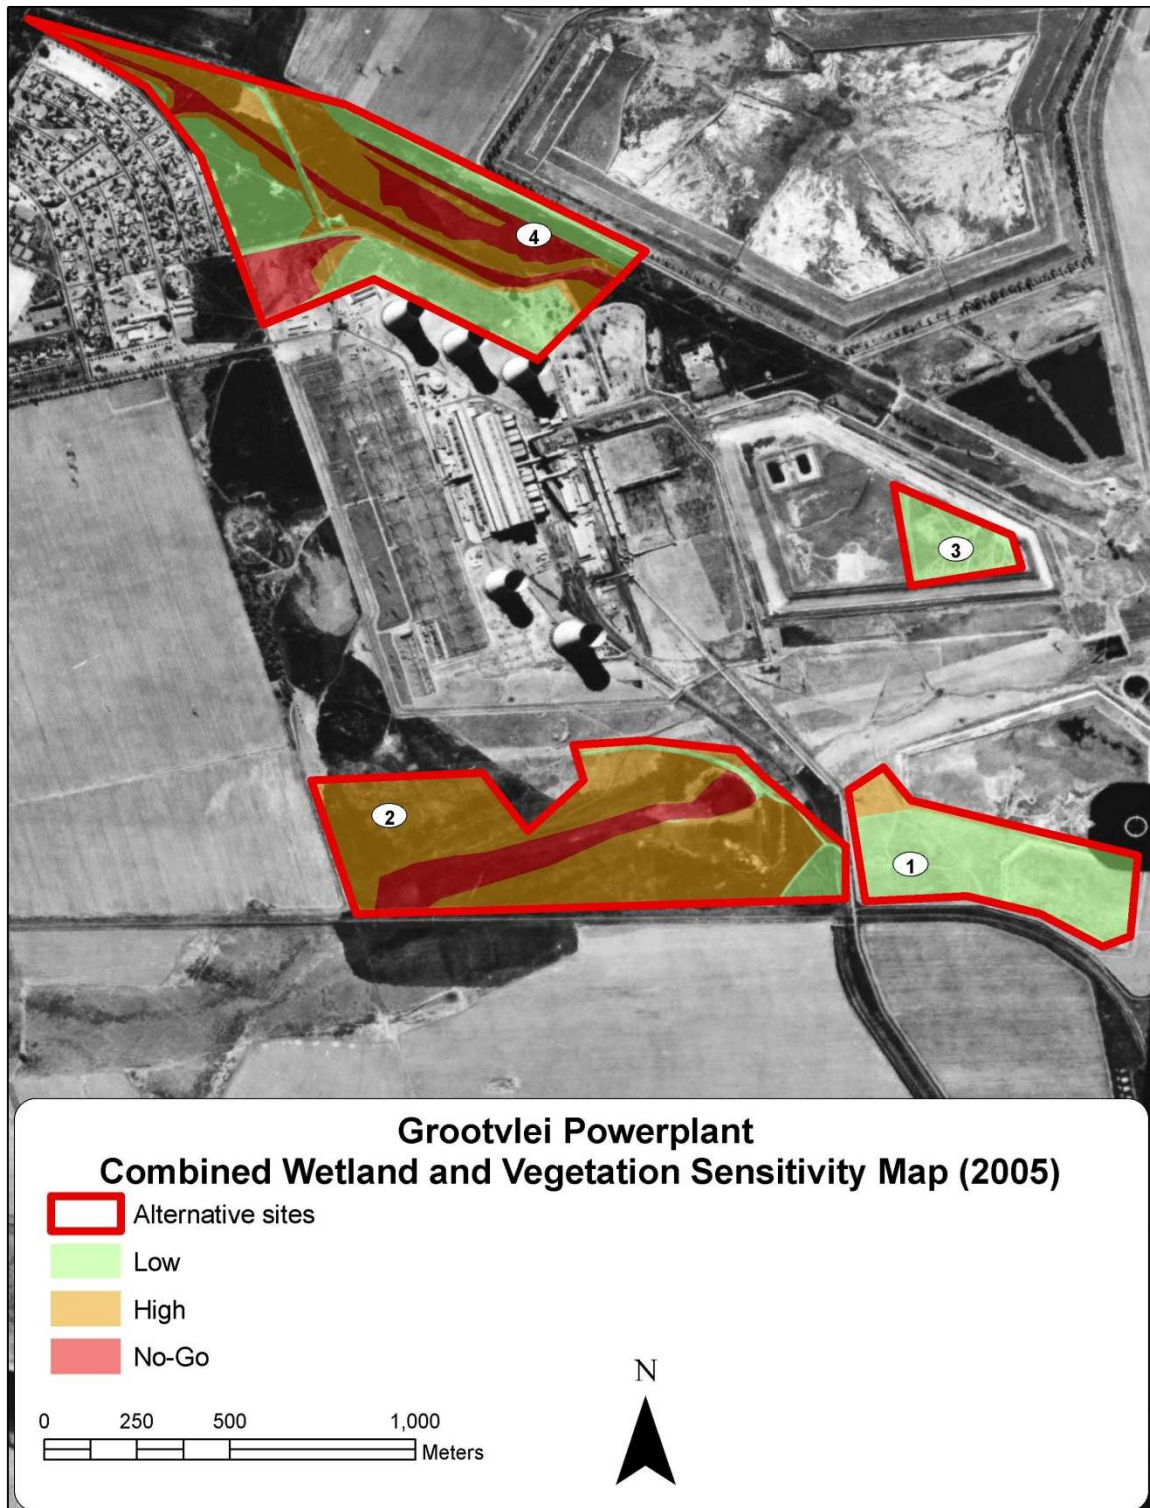 4
3
2
1
Grootvlei Powerplant
Combined Wetland and Vegetation Sensitivity Map (2005)
Alternative sites
Low
High
No-Go
N
0 250 500 1,000
Meters